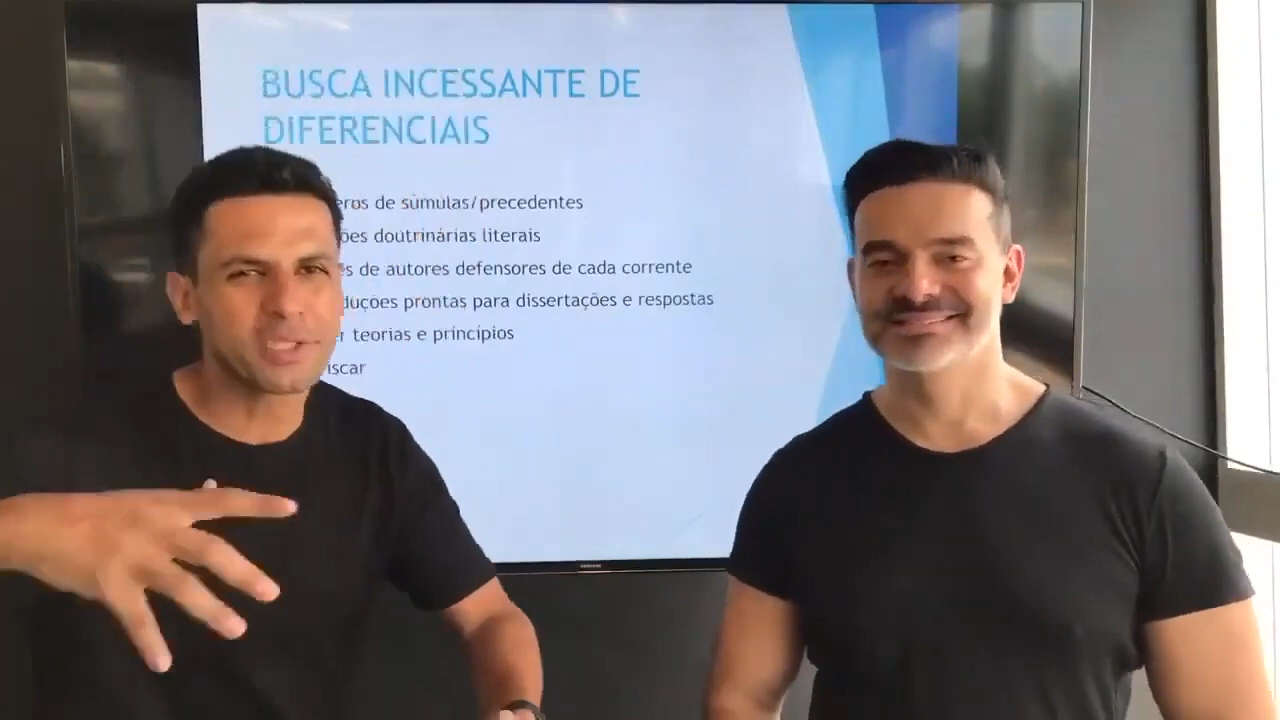 BUSCA INCESSANTE DE
DIFERENCIAIS
de súmulas/precedentes
doutrinárias literais
de autores defensores de cada corrente
prontas para dissertações e respostas
teorias e princípios